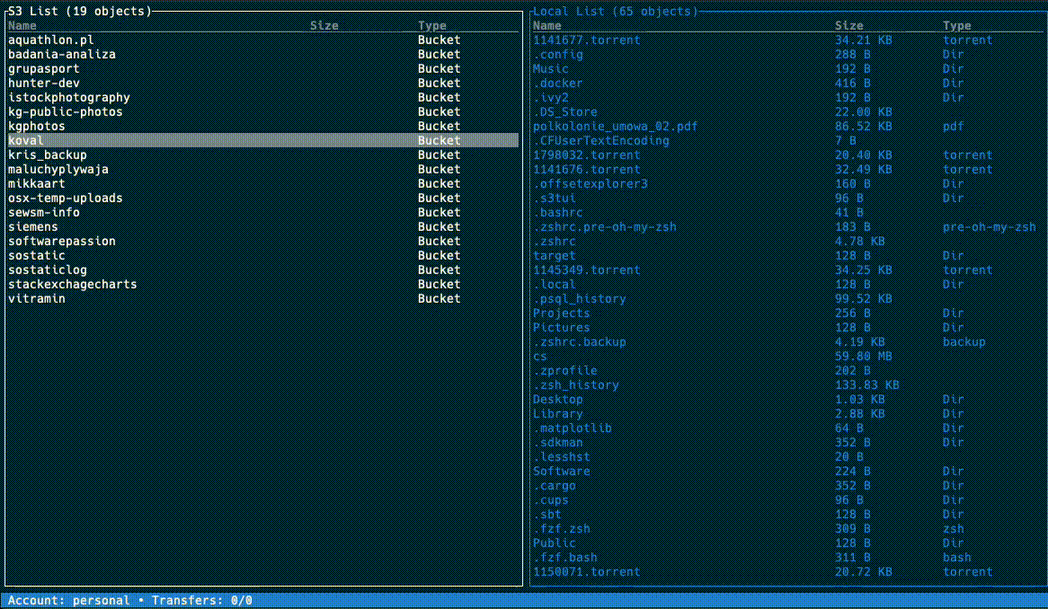 S3 List (19 objects)
Name Size Type
aquathlon.pl Bucket
badania-analiza Bucket
grupasport Bucket
hunter-dev Bucket
istockphotography Bucket
kg-public-photos Bucket
kgphotos Bucket
koval Bucket
kris_backup Bucket
maluchyplywaja Bucket
mikkaart Bucket
osx-temp-uploads Bucket
sewsm-info Bucket
siemens Bucket
softwarepassion Bucket
sostatic Bucket
sostaticlog Bucket
stackexchagecharts Bucket
vitramin Bucket
Local List (65 objects)
Name Size Type
1141677.torrent 34.21 KB torrent
.config 288 B Dir
Music 192 B Dir
.docker 416 B Dir
.ivy2 192 B Dir
.DS_Store 22.00 KB
polkolonie_umowa_02.pdf 86.52 KB pdf
.CFUserTextEncoding 7 B
1798032.torrent 20.40 KB torrent
1141676.torrent 32.49 KB torrent
.offsetexplorer3 160 B Dir
.s3tui 96 B Dir
.bashrc 41 B
.zshrc.pre-oh-my-zsh 183 B pre-oh-my-zsh
.zshrc 4.78 KB
target 128 B Dir
1145349.torrent 34.25 KB torrent
.local 128 B Dir
.psql_history 99.52 KB
Projects 256 B Dir
Pictures 128 B Dir
.zshrc.backup 4.19 KB backup
cs 59.80 MB
.zprofile 202 B
.zsh_history 133.83 KB
Desktop 1.03 KB Dir
Library 2.88 KB Dir
.matplotlib 64 B Dir
.sdkman 352 B Dir
.lesshst 20 B
Software 224 B Dir
.cargo 352 B Dir
.cups 96 B Dir
.sbt 128 B Dir
.fzf.zsh 309 B zsh
Public 128 B Dir
.fzf.bash 311 B bash
1150071.torrent 20.72 KB torrent
Account: personal • Transfers: 0/0